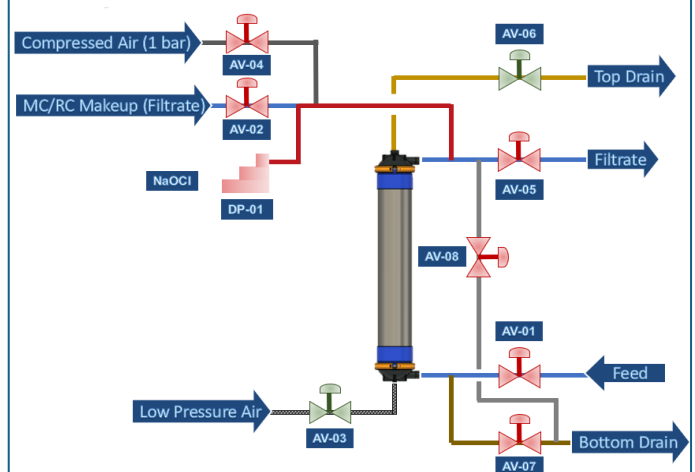 AV-06
Compressed Air (1 bar)
AV-04
Top Drain
MC/RC Makeup (Filtrate)
AV-02
Filtrate
NaOCl
AV-05
DP-01
AV-08
AV-01
Feed
Low Pressure Air
AV-03
Bottom Drain
AV-07